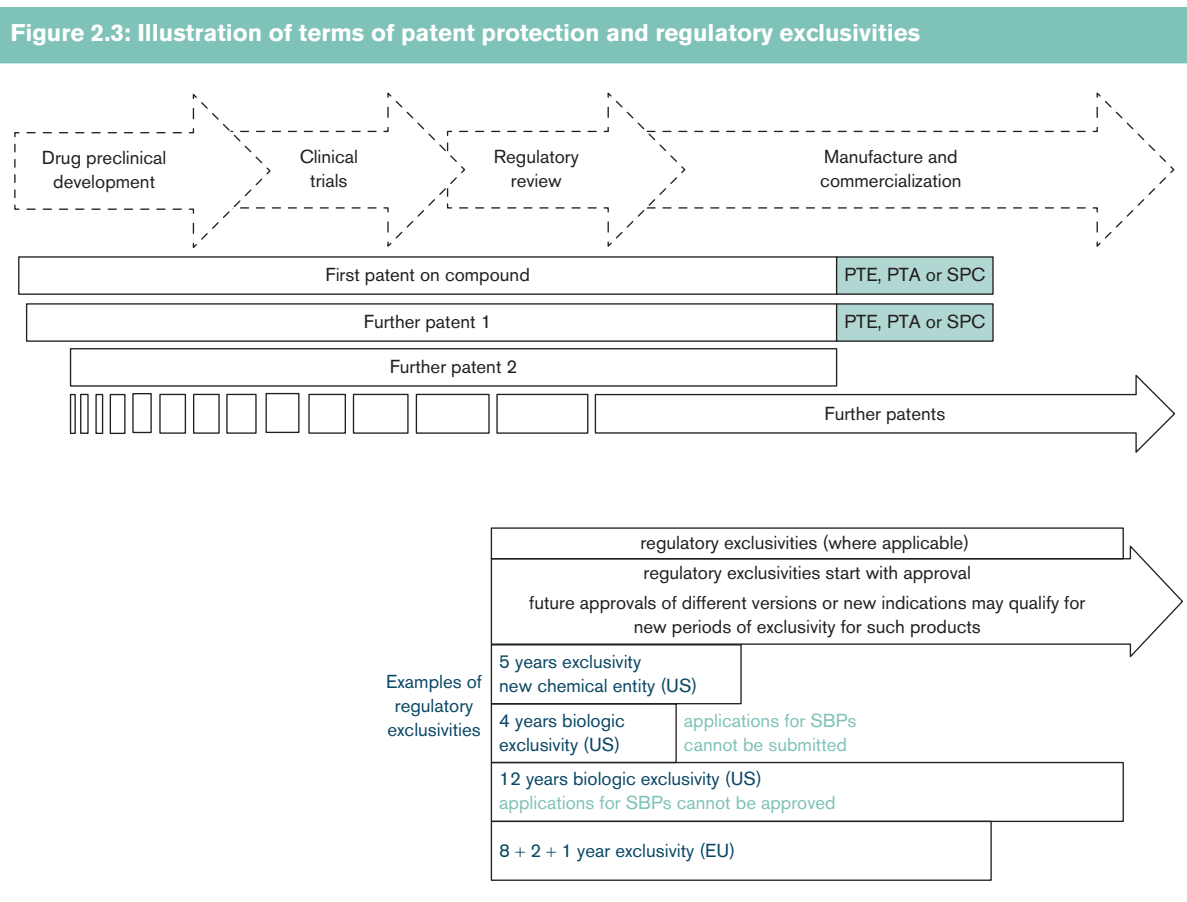 Figure 2.3: Illustration of terms of patent protection and regulatory exclusivities
Drug preclinical
development
Clinical
trials
Regulatory
review
Manufacture and
commercialization
First patent on compound
PTE, PTA or SPC
Further patent 1
PTE, PTA or SPC
Further patent 2
Further patents
regulatory exclusivities (where applicable)
regulatory exclusivities start with approval
future approvals of different versions or new indications may qualify for
new periods of exclusivity for such products
Examples of
regulatory
exclusivities
5 years exclusivity
new chemical entity (US)
4 years biologic
exclusivity (US)
applications for SBPs
cannot be submitted
12 years biologic exclusivity (US)
applications for SBPs cannot be approved
8 + 2 + 1 year exclusivity (EU)